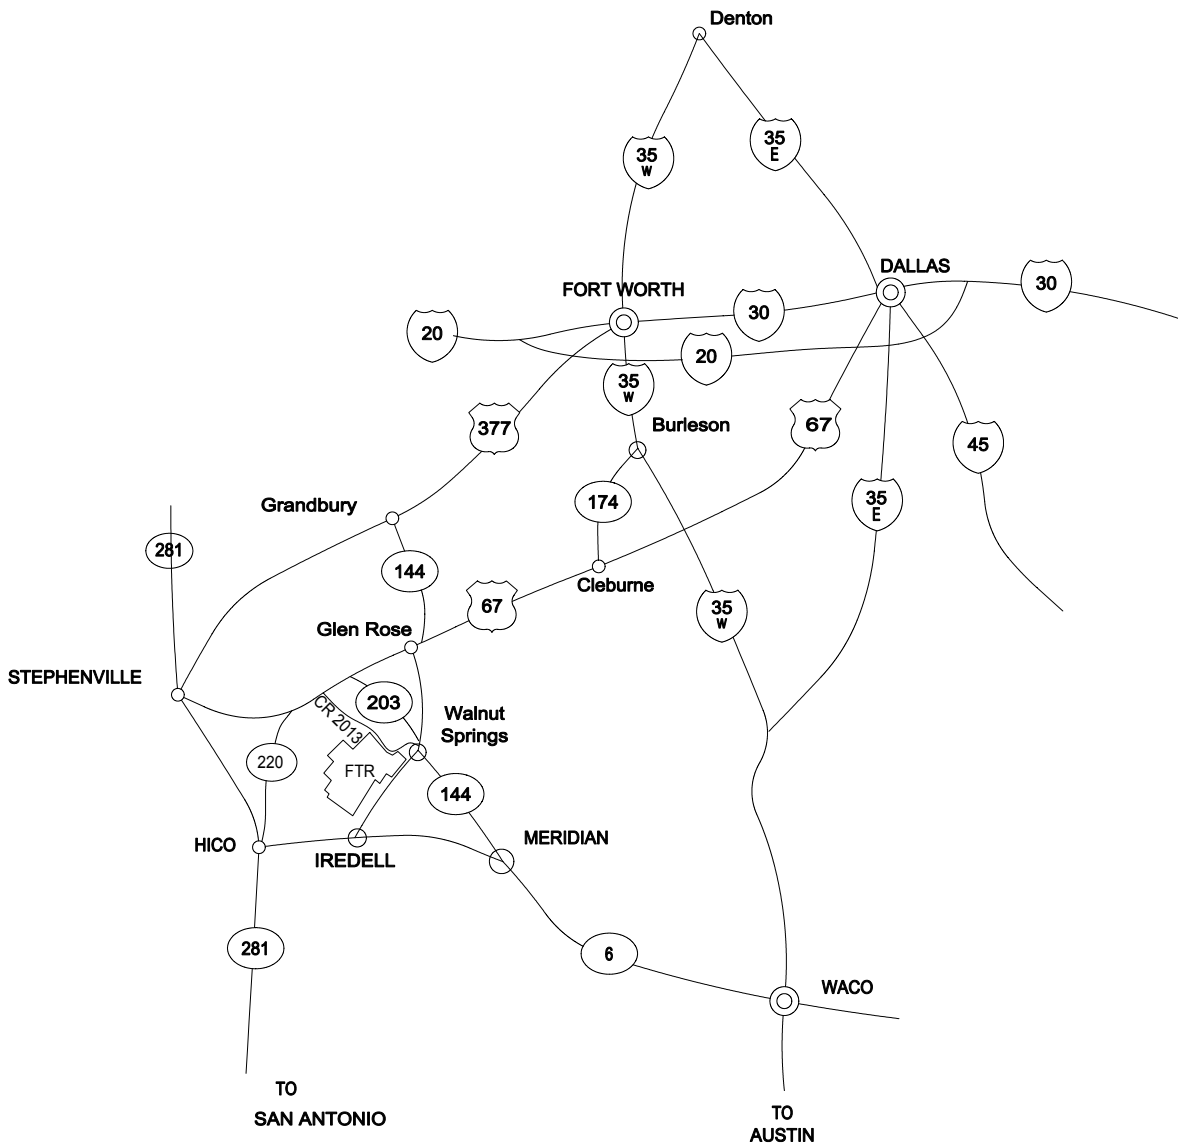 Denton
35
W
35
E
DALLAS
FORT WORTH
30
30
20
20
35
W
377
Burleson
67
45
174
35
E
Grandbury
281
144
Cleburne
67
35
W
Glen Rose
STEPHENVILLE
203
CR 2013
Walnut
Springs
220
FTR
144
HICO
IREDELL
MERIDIAN
281
6
WACO
TO
SAN ANTONIO
TO
AUSTIN